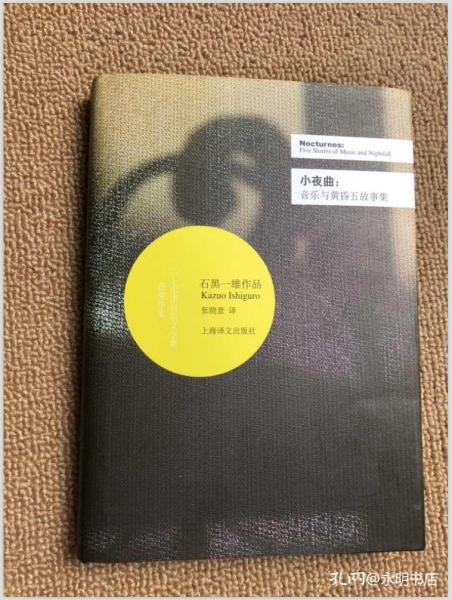 Nocturnes:
Five Stories of Music and Nightfall
小夜曲：
音乐与黄昏五故事集
石黑一雄作品
Kazuo Ishiguro
张晓意 译
上海译文出版社
孔网@永明书店